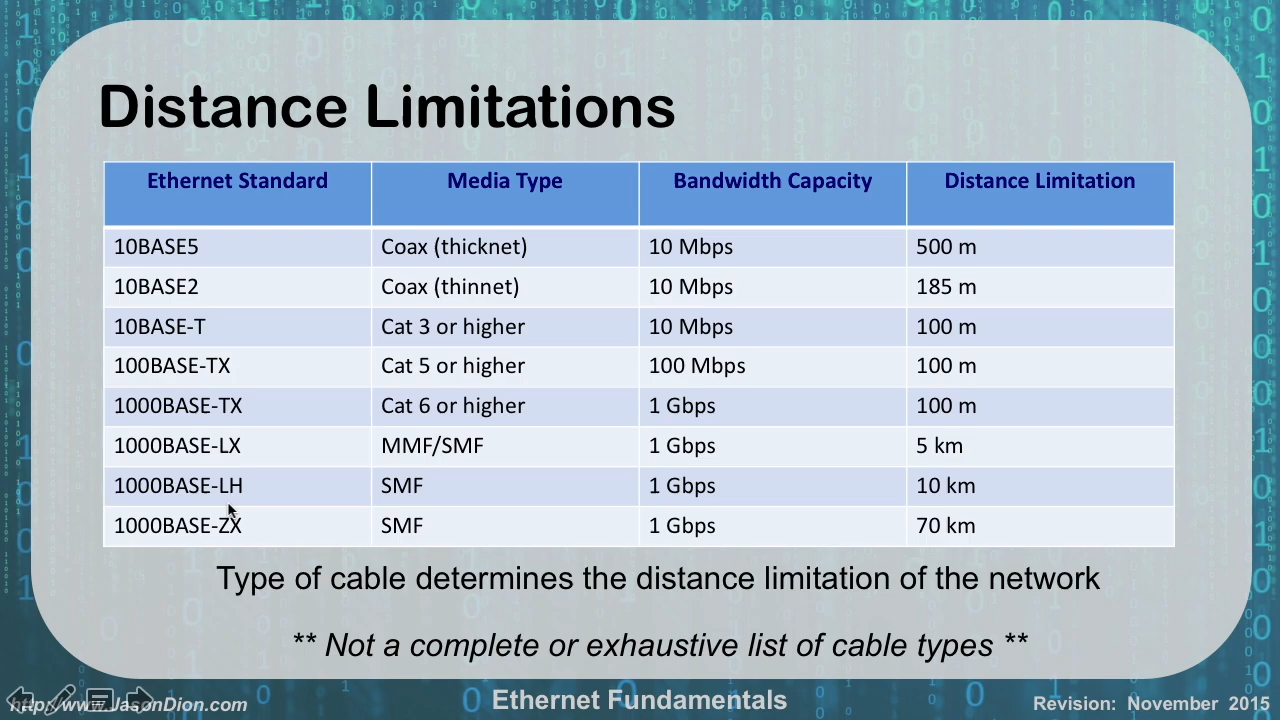 Distance Limitations
Ethernet Standard Media Type Bandwidth Capacity Distance Limitation
10BASE5 Coax (thicknet) 10 Mbps 500 m
10BASE2 Coax (thinnet) 10 Mbps 185 m
10BASE-T Cat 3 or higher 10 Mbps 100 m
100BASE-TX Cat 5 or higher 100 Mbps 100 m
1000BASE-TX Cat 6 or higher 1 Gbps 100 m
1000BASE-LX MMF/SMF 1 Gbps 5 km
1000BASE-LH SMF 1 Gbps 10 km
1000BASE-ZX SMF 1 Gbps 70 km
Type of cable determines the distance limitation of the network
** Not a complete or exhaustive list of cable types **
http://www.JasonDion.com Ethernet Fundamentals Revision: November 2015